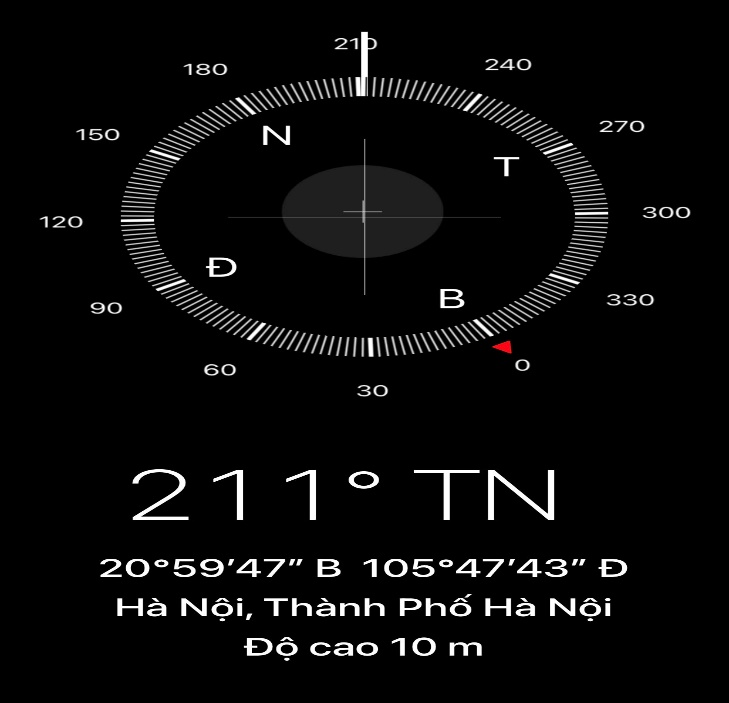 210
180
240
150
270
N
T
120
300
Đ
B
90
330
60
0
30
211° TN
20°59′47″ B 105°47′43″ Đ
Hà Nội, Thành Phố Hà Nội
Độ cao 10 m